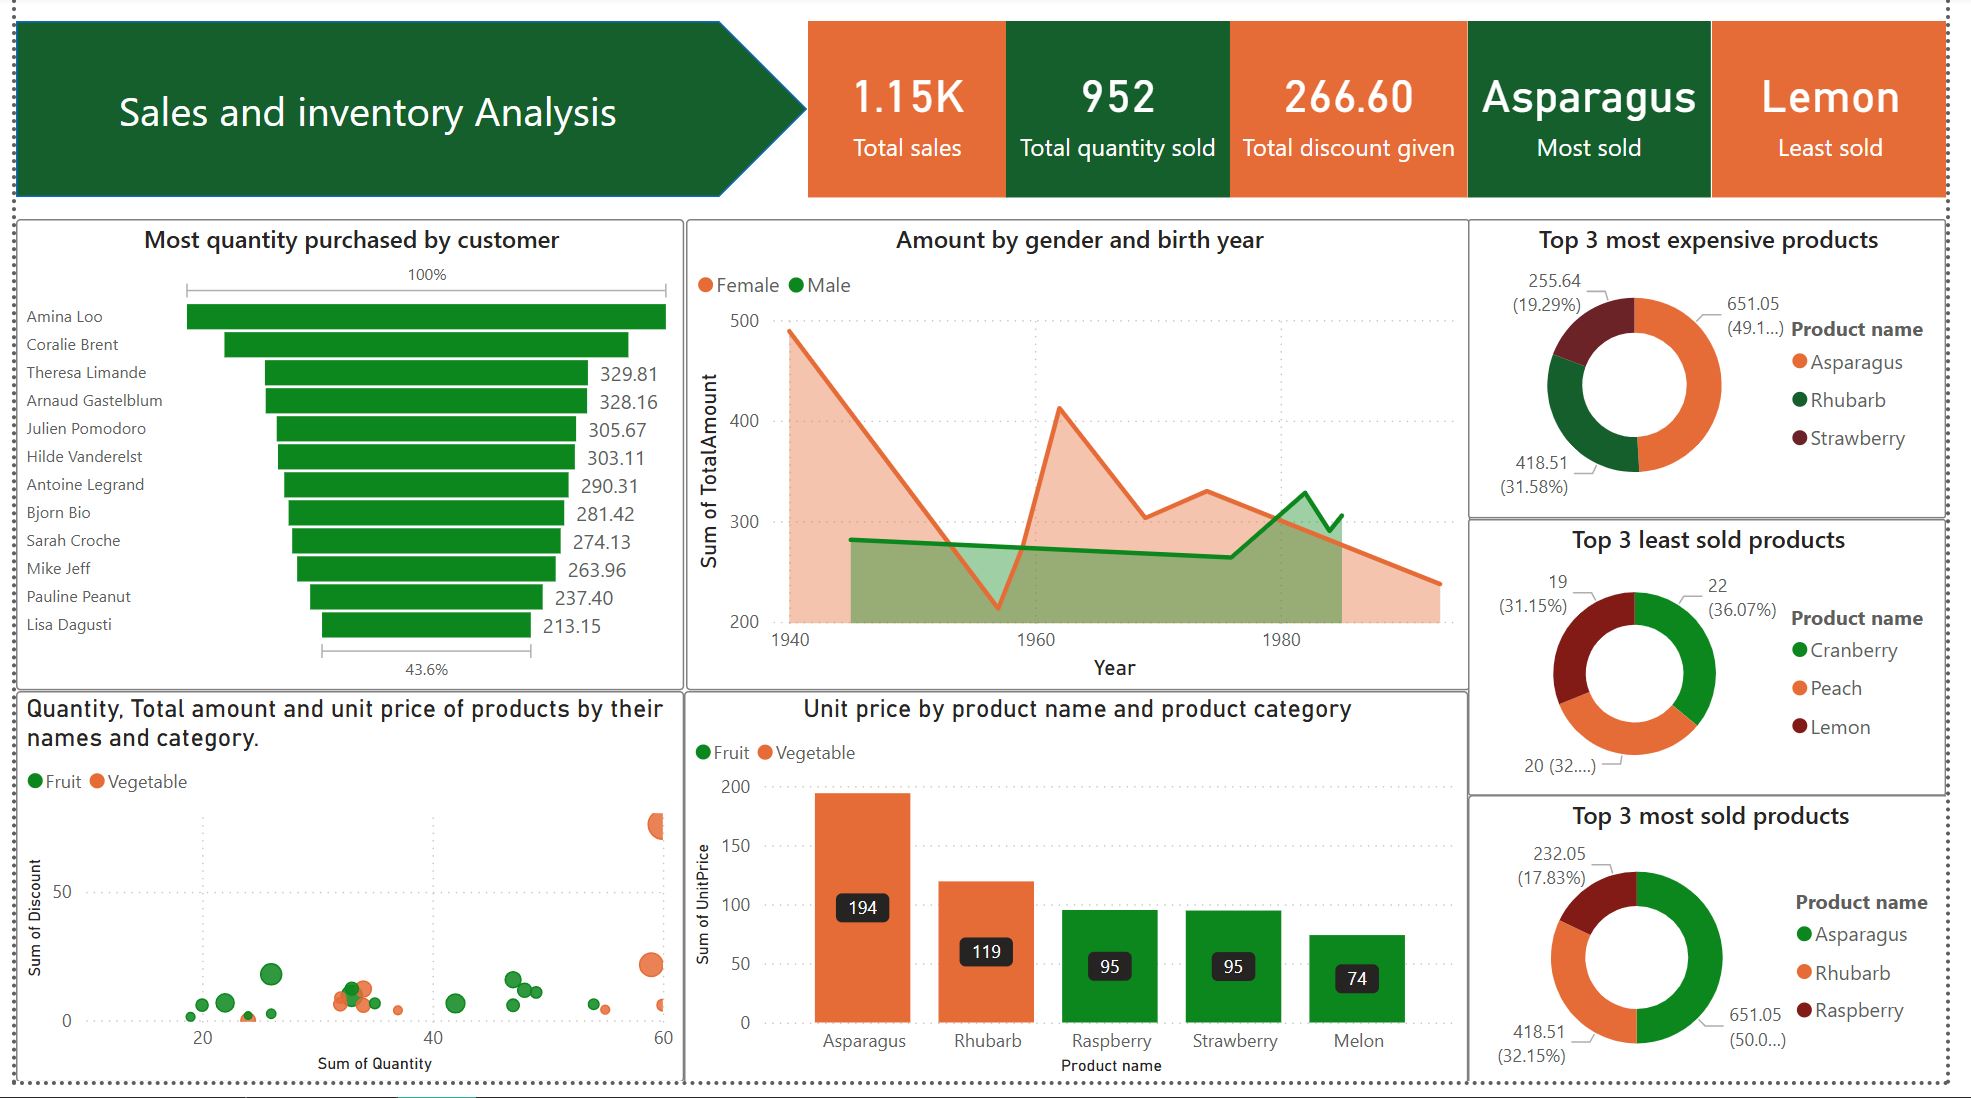 Sales and inventory Analysis
1.15K
Total sales
952
Total quantity sold
266.60
Total discount given
Asparagus
Most sold
Lemon
Least sold
Most quantity purchased by customer
100%
Amina Loo
Coralie Brent
Theresa Limande 329.81
Arnaud Gastelblum 328.16
Julien Pomodoro 305.67
Hilde Vanderelst 303.11
Antoine Legrand 290.31
Bjorn Bio 281.42
Sarah Croche 274.13
Mike Jeff 263.96
Pauline Peanut 237.40
Lisa Dagusti 213.15
43.6%
Amount by gender and birth year
Female Male
Sum of TotalAmount
500
400
300
200
1940 1960 1980
Year
Top 3 most expensive products
255.64
(19.29%)
651.05
(49.1...)
418.51
(31.58%)
Product name
Asparagus
Rhubarb
Strawberry
Top 3 least sold products
19
(31.15%)
22
(36.07%)
20 (32....)
Product name
Cranberry
Peach
Lemon
Quantity, Total amount and unit price of products by their
names and category.
Fruit Vegetable
Sum of Discount
50
0
20 40 60
Sum of Quantity
Unit price by product name and product category
Fruit Vegetable
Sum of UnitPrice
200
150
100
50
0
194
119
95
95
74
Asparagus Rhubarb Raspberry Strawberry Melon
Product name
Top 3 most sold products
232.05
(17.83%)
418.51
(32.15%)
651.05
(50.0...)
Product name
Asparagus
Rhubarb
Raspberry